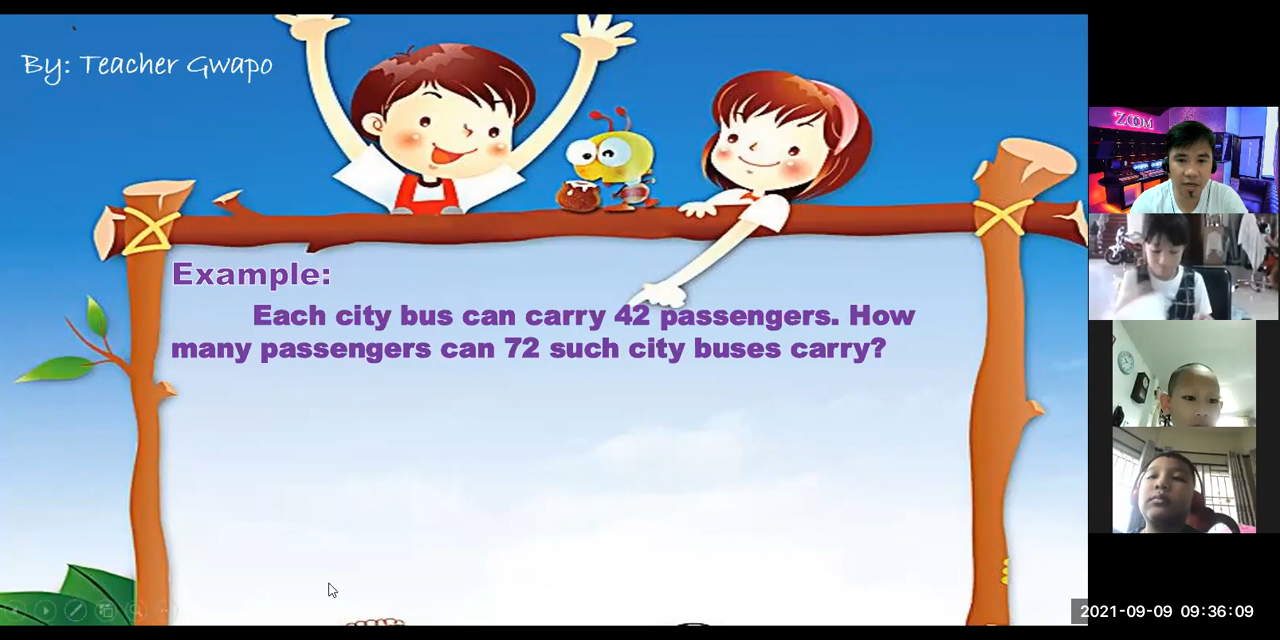 By: Teacher Gwapo
ZOOM
Example:
Each city bus can carry 42 passengers. How
many passengers can 72 such city buses carry?
2021-09-09 09:36:09